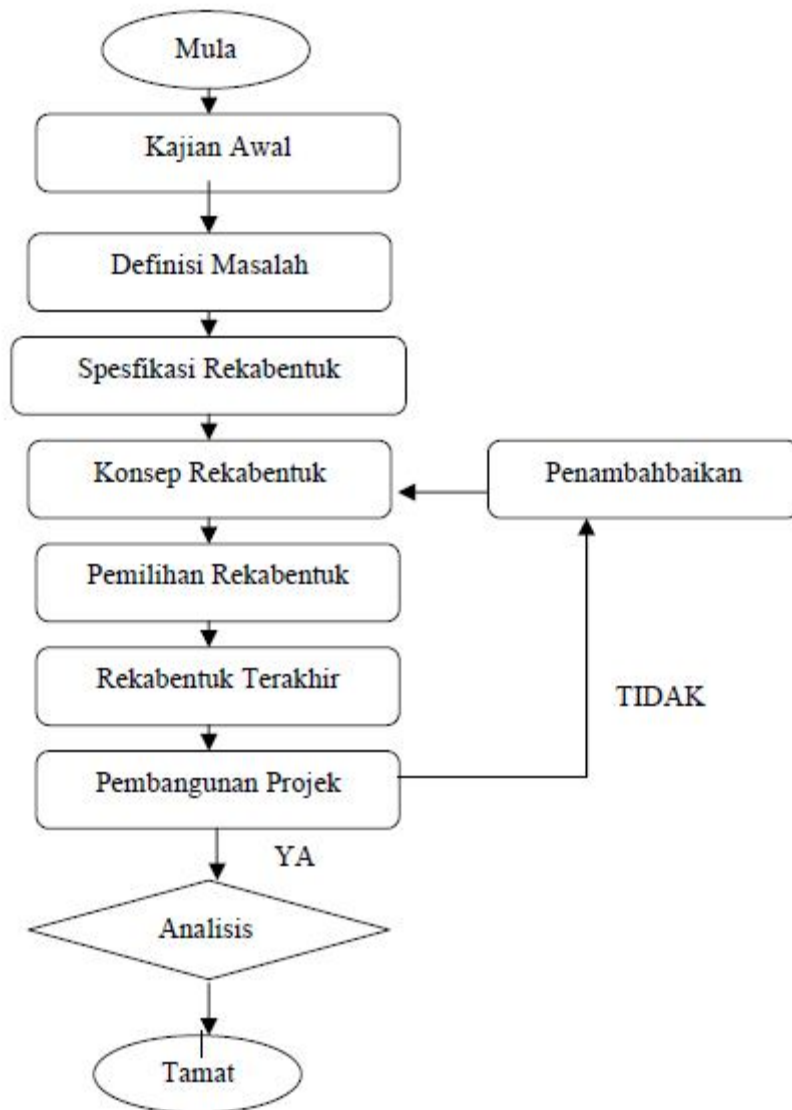 Mula
Kajian Awal
Definisi Masalah
Spesfikasi Rekabentuk
Konsep Rekabentuk
Penambahbaikan
Pemilihan Rekabentuk
Rekabentuk Terakhir
TIDAK
Pembangunan Projek
YA
Analisis
Tamat